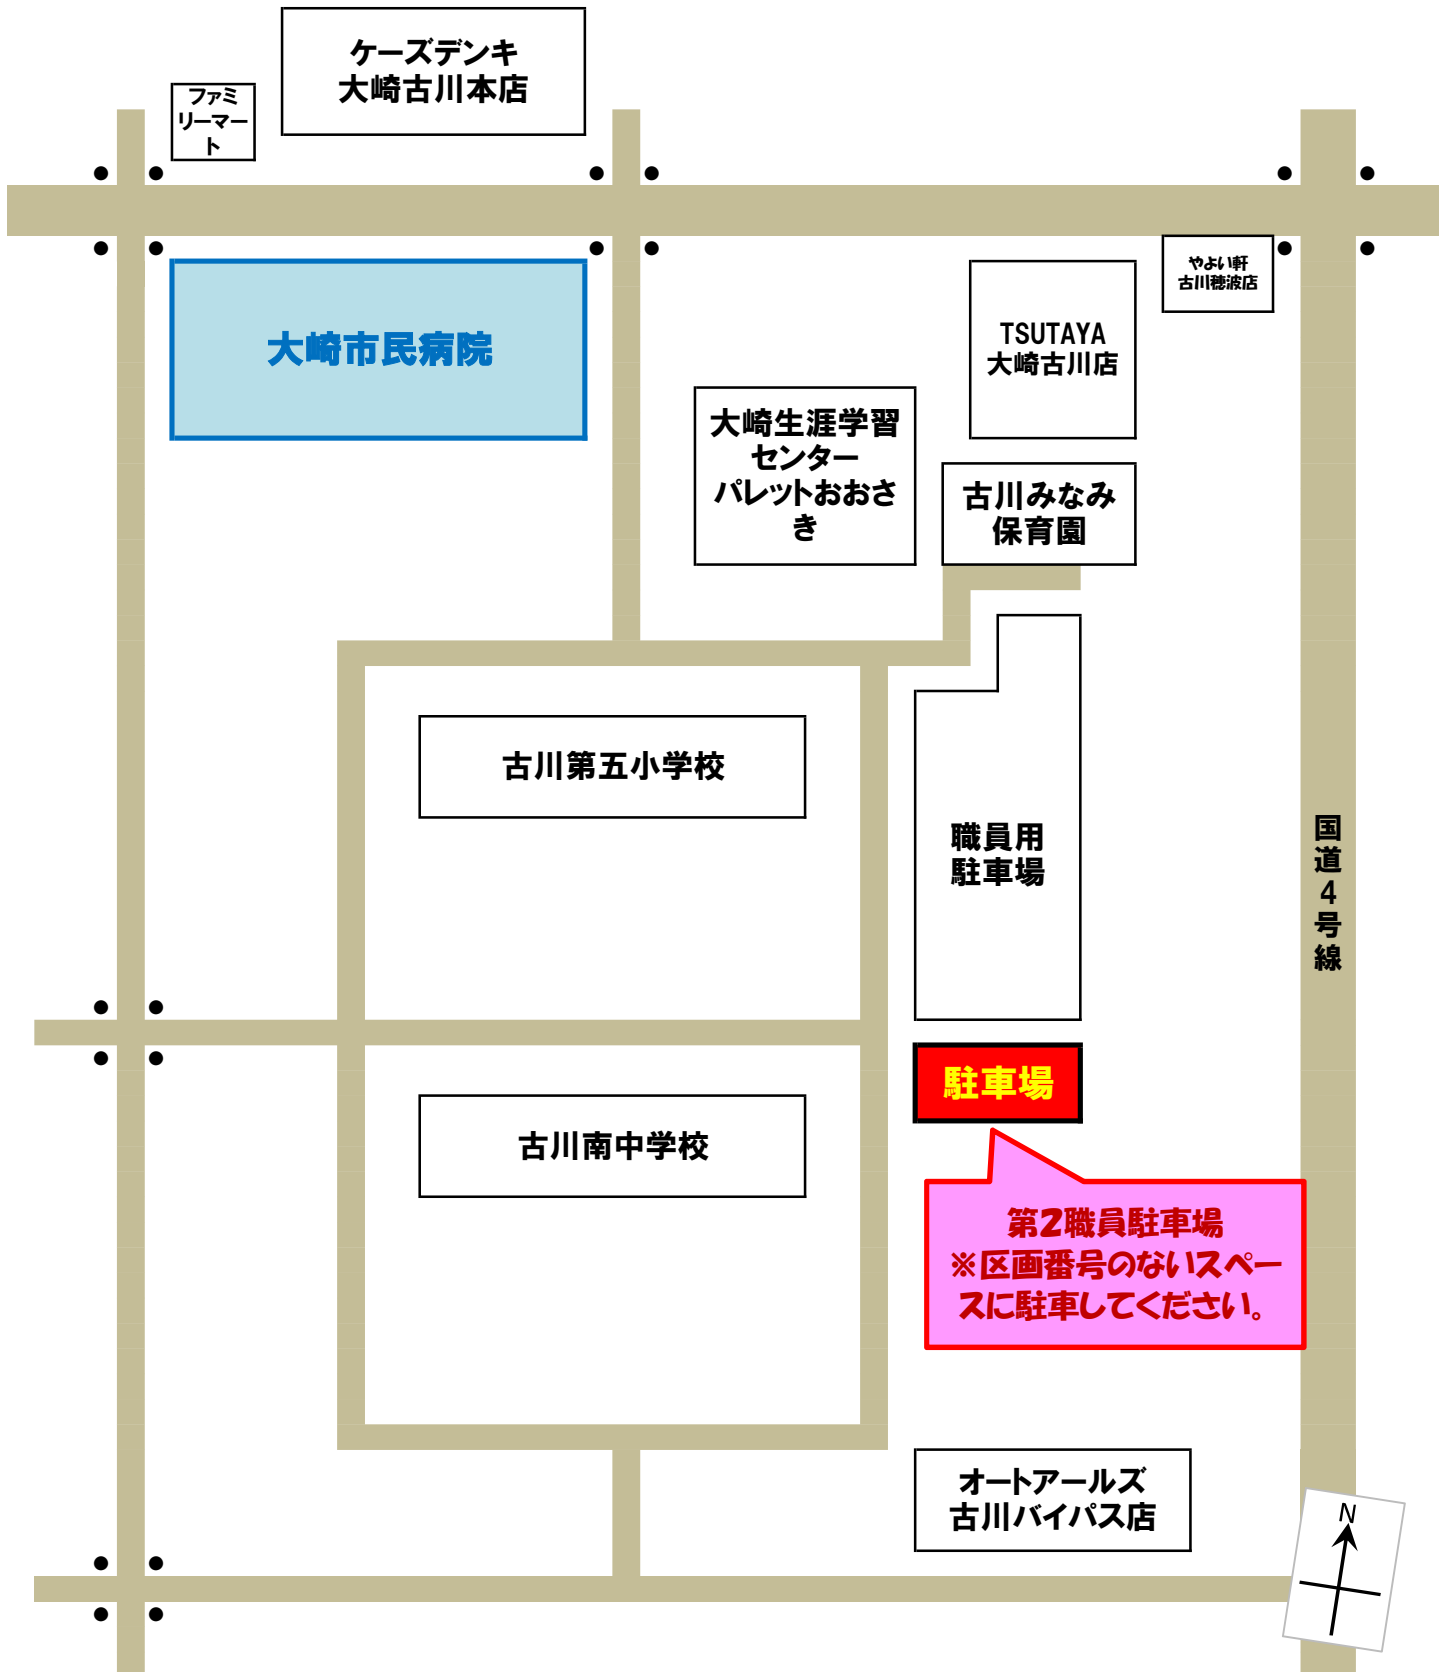 ケーズデンキ
大崎古川本店
ファミ
リーマー
ト
やよい軒
古川穂波店
大崎市民病院
TSUTAYA
大崎古川店
大崎生涯学習
センター
パレットおおさ
き
古川みなみ
保育園
古川第五小学校
職員用
駐車場
国
道
4
号
線
駐車場
古川南中学校
第2職員駐車場
※区画番号のないスペー
スに駐車してください。
オートアールズ
古川バイパス店
N